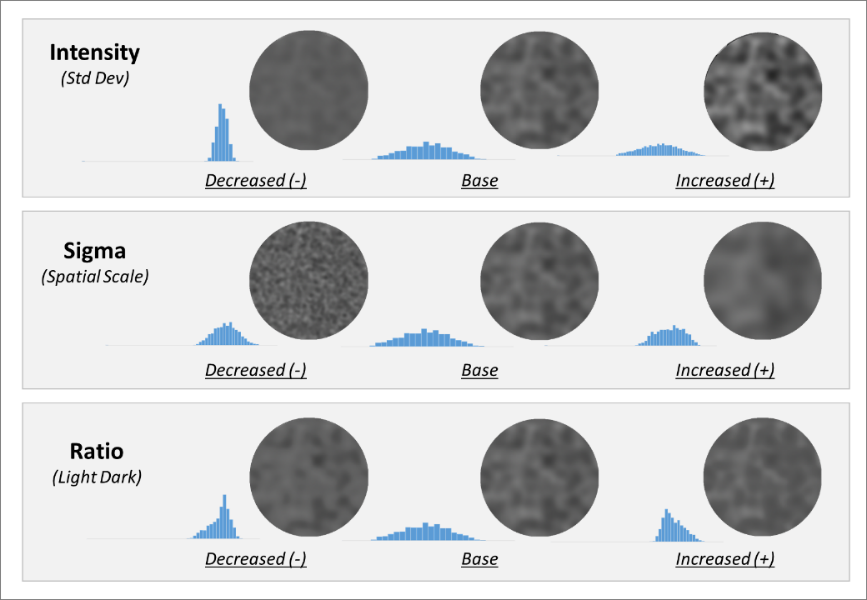 Intensity
(Std Dev)
Decreased (-) Base Increased (+)
Sigma
(Spatial Scale)
Decreased (-) Base Increased (+)
Ratio
(Light Dark)
Decreased (-) Base Increased (+)